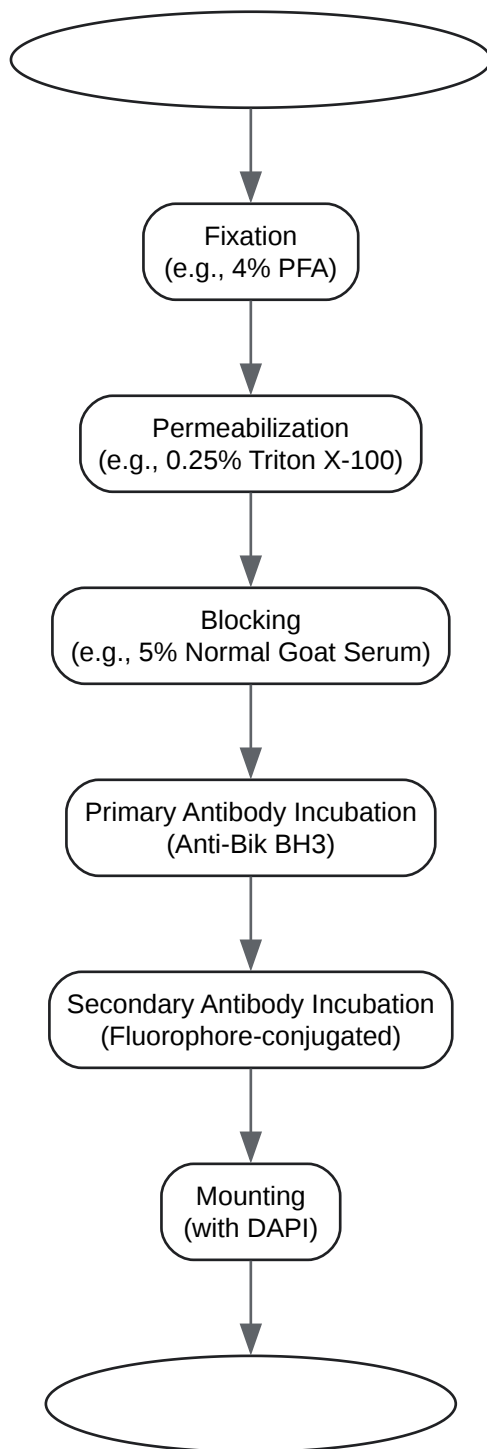 Fixation
(e.g., 4% PFA)
Permeabilization
(e.g., 0.25% Triton X-100)
Blocking
(e.g., 5% Normal Goat Serum)
Primary Antibody Incubation
(Anti-Bik BH3)
Secondary Antibody Incubation
(Fluorophore-conjugated)
Mounting
(with DAPI)